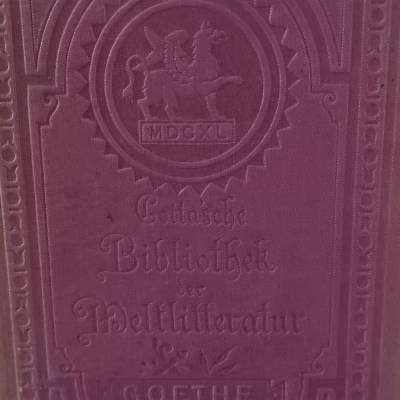 MDCXL
Cotta'sche
Bibliothek
der
Weltlitteratur
GOETHE